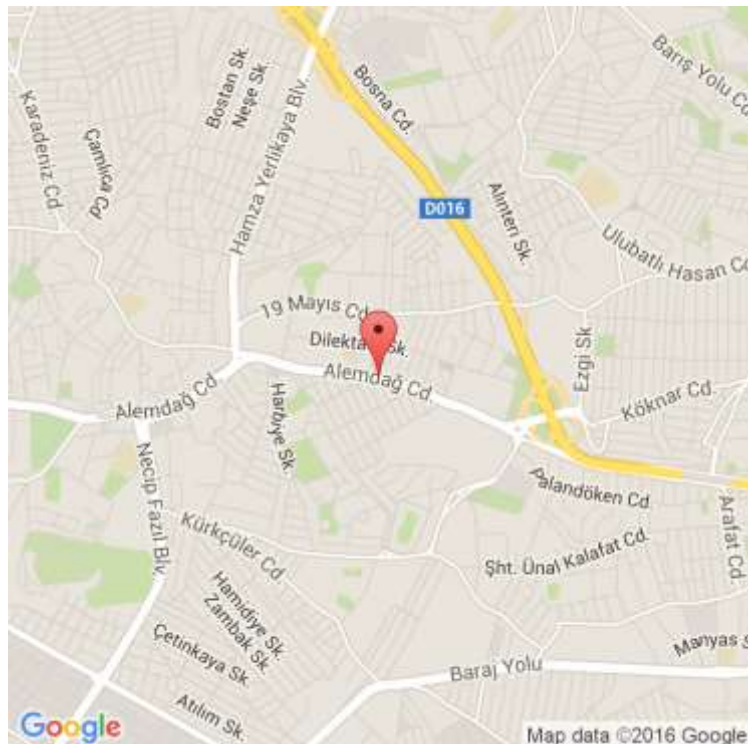 Bostan Sk.
Neşe Sk.
Hamza Yerlikaya Blv.
Bosna Cd.
Barış Yolu Cd
Karadeniz Cd
Çamlıca Cd
D016
Alınteri Sk.
Ulubatlı Hasan Cd
19 Mayıs Cd.
Dilekta Sk.
Ezgi Sk
Alemdağ Cd.
Alemdağ Cd
Harbiye Sk.
Köknar Cd.
Necip Fazıl Blv.
Palandöken Cd
Arafat Cd
Kürkçüler Cd
Şht. Ünal Kalafat Cd.
Hamidiye Sk.
Zambak Sk.
Çetinkaya Sk.
Manyas S
Baraj Yolu
Atılım Sk.
Google
Map data ©2016 Google